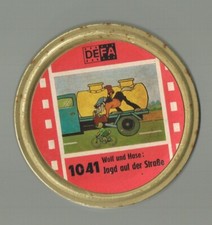 DEFA
1041 Wolf und Hase:
Jagd auf der Straße